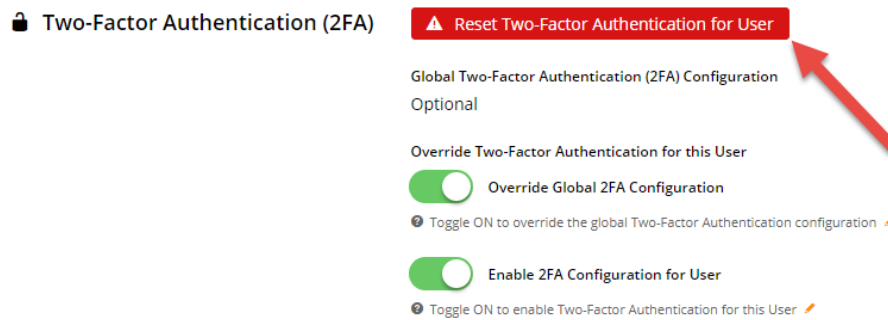 Two-Factor Authentication (2FA)
Reset Two-Factor Authentication for User
Global Two-Factor Authentication (2FA) Configuration
Optional
Override Two-Factor Authentication for this User
Override Global 2FA Configuration
Toggle ON to override the global Two-Factor Authentication configuration
Enable 2FA Configuration for User
Toggle ON to enable Two-Factor Authentication for this User